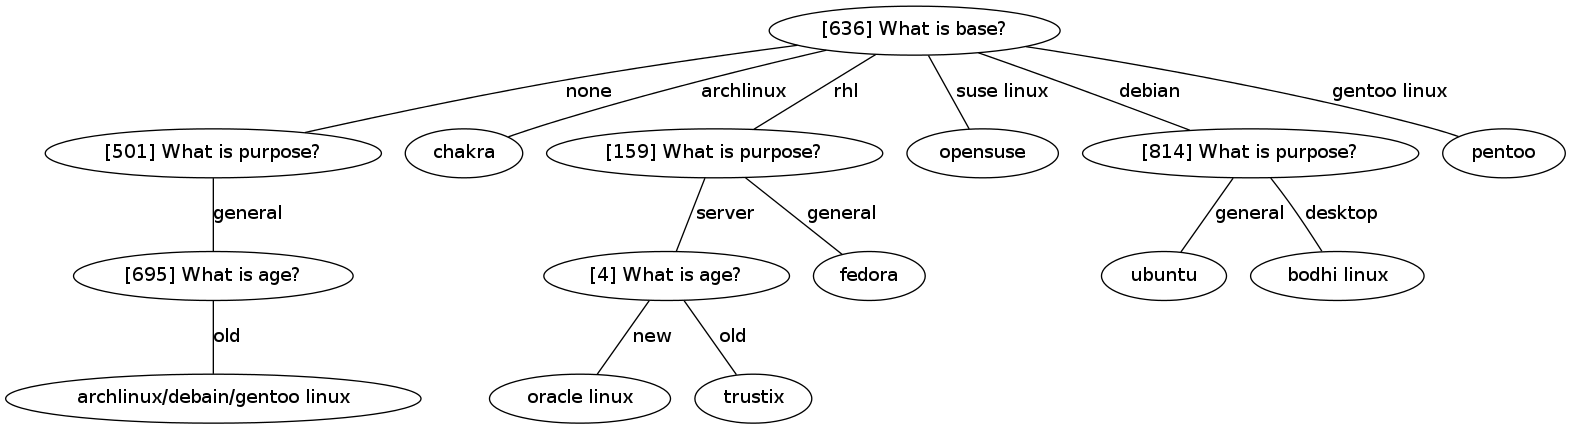 [636] What is base?
none
archlinux
rhl
suse linux
debian
gentoo linux
[501] What is purpose?
chakra
[159] What is purpose?
opensuse
[814] What is purpose?
pentoo
general
server
general
general
desktop
[695] What is age?
[4] What is age?
fedora
ubuntu
bodhi linux
old
new
old
archlinux/debain/gentoo linux
oracle linux
trustix